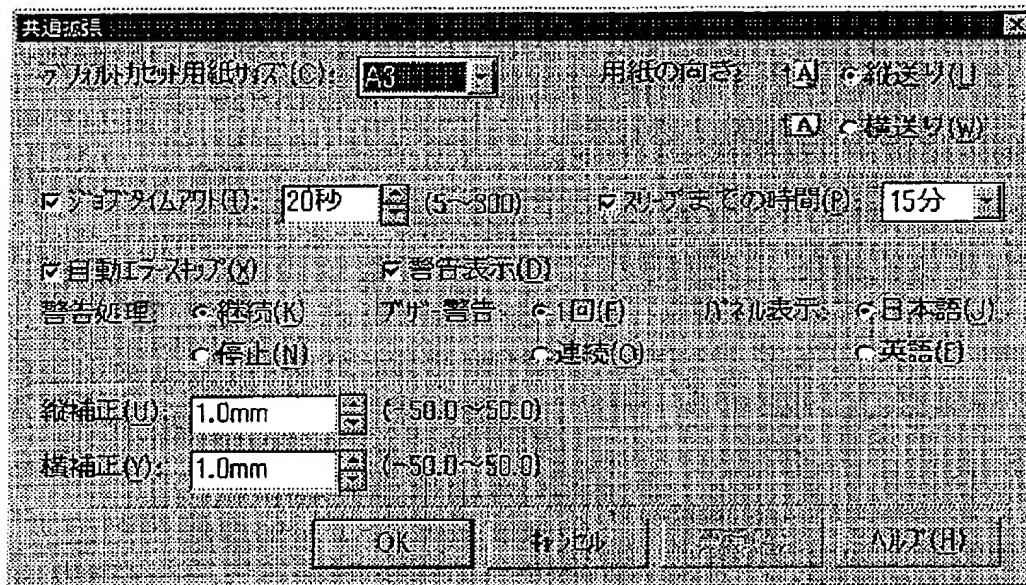 共通拡張
デフォルトカセット用紙サイズ(C): A3 用紙の向き: A 縦送り(L)
A 横送り(W)
ジョブタイムアウト(T): 20秒 (5~300) スリープまでの時間(P): 15分
自動エラースキップ(X) 警告表示(D)
警告処理: 継続(K) ブザー警告: 1回(F) パネル表示: 日本語(J)
停止(N) 連続(O) 英語(E)
縦補正(U): 1.0mm (-50.0~50.0)
横補正(Y): 1.0mm (-50.0~50.0)
OK キャンセル ヘルプ(H)